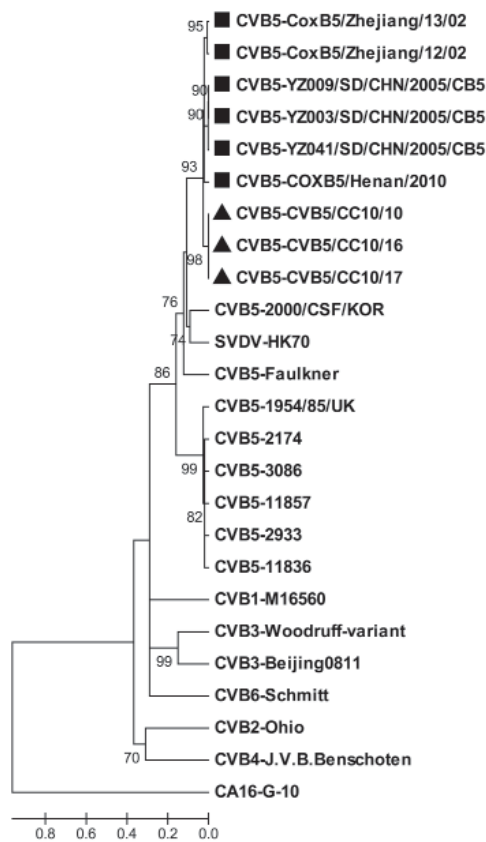 95
CVB5-CoxB5/Zhejiang/13/02
CVB5-CoxB5/Zhejiang/12/02
90
CVB5-YZ009/SD/CHN/2005/CB5
90
CVB5-YZ003/SD/CHN/2005/CB5
CVB5-YZ041/SD/CHN/2005/CB5
93
CVB5-COXB5/Henan/2010
CVB5-CVB5/CC10/10
CVB5-CVB5/CC10/16
98
CVB5-CVB5/CC10/17
76
CVB5-2000/CSF/KOR
74
SVDV-HK70
86
CVB5-Faulkner
CVB5-1954/85/UK
CVB5-2174
99
CVB5-3086
CVB5-11857
82
CVB5-2933
CVB5-11836
CVB1-M16560
CVB3-Woodruff-variant
99
CVB3-Beijing0811
CVB6-Schmitt
CVB2-Ohio
70
CVB4-J.V.B.Benschoten
CA16-G-10
0.8 0.6 0.4 0.2 0.0